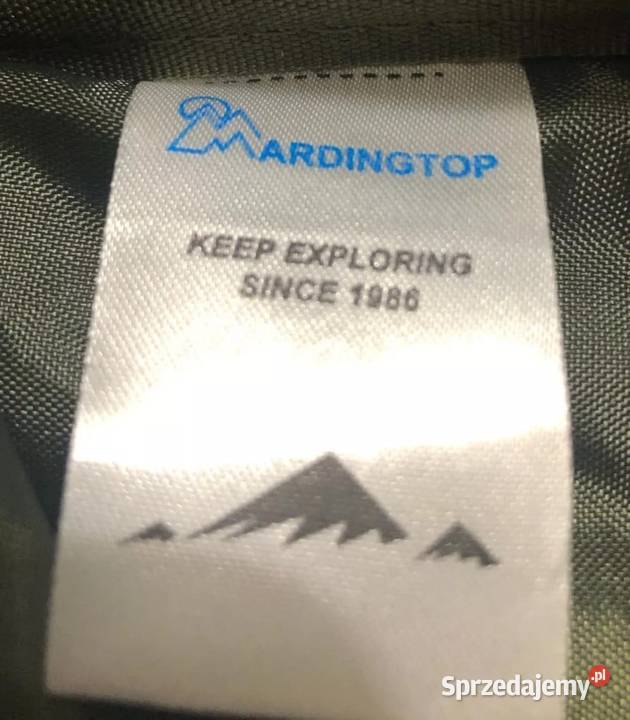 MARDINGTOP
KEEP EXPLORING
SINCE 1986
Sprzedajemy.pl